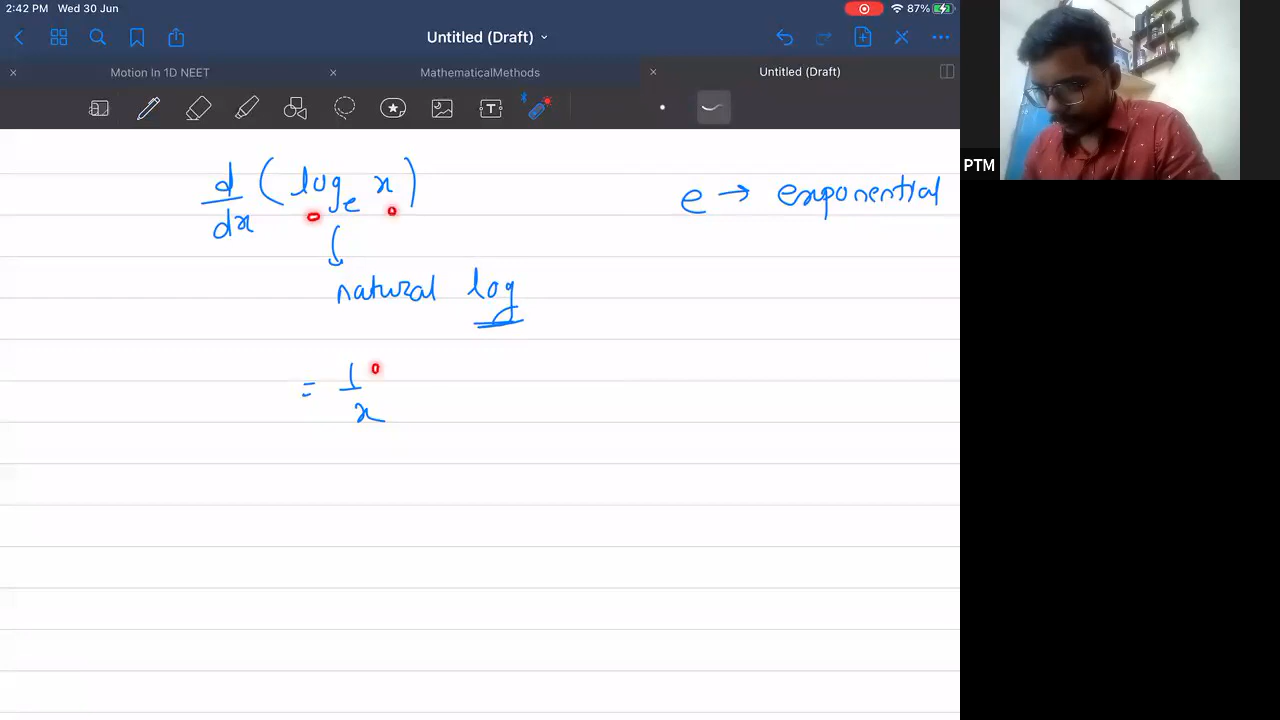 2:42 PM Wed 30 Jun 87%
Untitled (Draft)
Motion In 1D NEET MathematicalMethods Untitled (Draft)
d/dx (log_e x) e → exponential
natural log
= 1/x
PTM